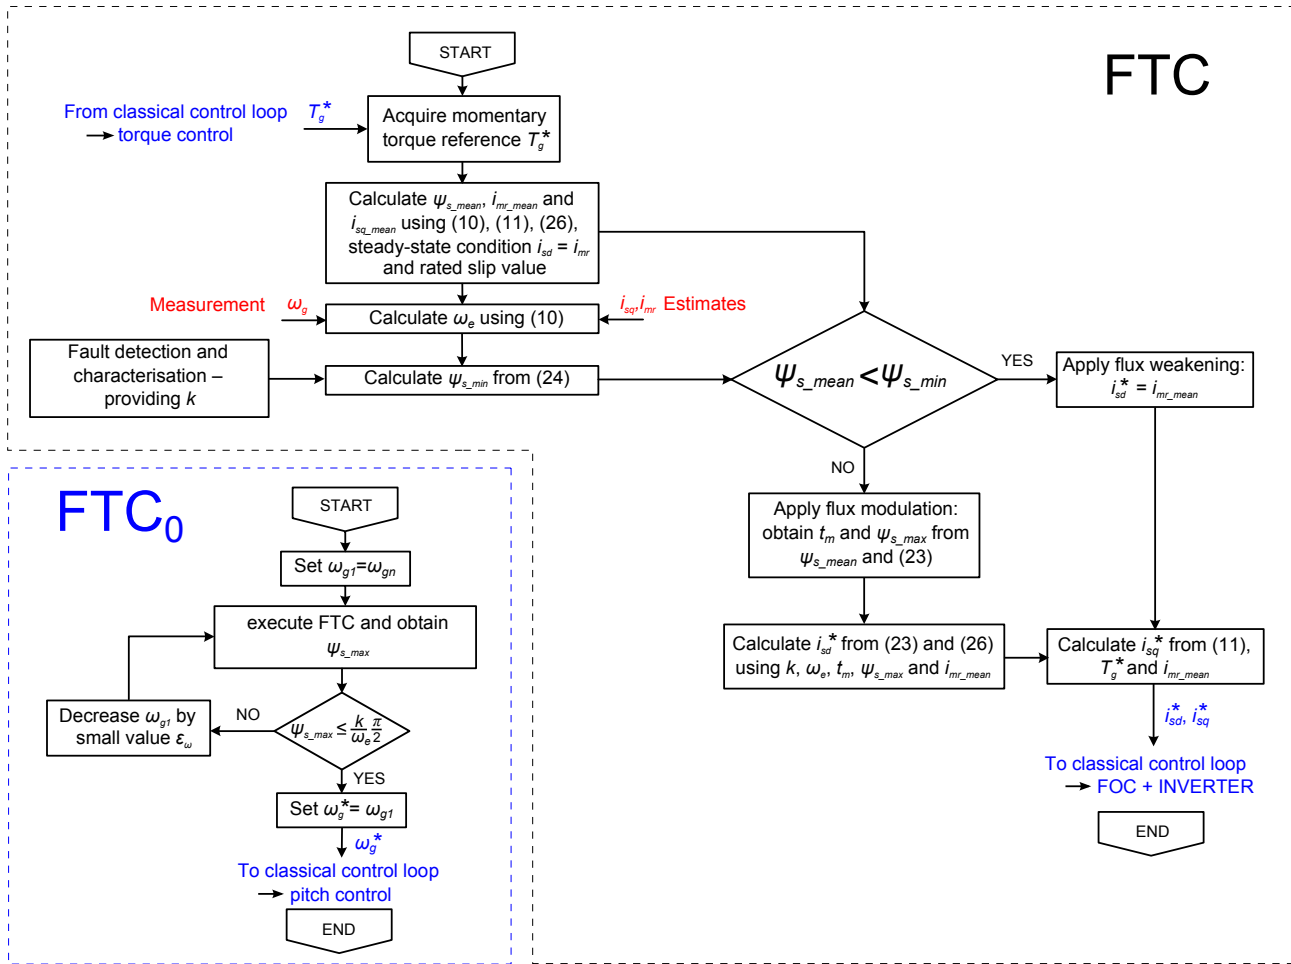 FTC
START
From classical control loop
→ torque control
T_g*
Acquire momentary
torque reference T_g*
Calculate ψ_s_mean, i_mr_mean and
i_sq_mean using (10), (11), (26),
steady-state condition i_sd = i_mr
and rated slip value
Measurement ω_g
Calculate ω_e using (10)
i_sq, i_mr Estimates
Fault detection and
characterisation –
providing k
Calculate ψ_s_min from (24)
ψ_s_mean < ψ_s_min
YES
Apply flux weakening:
i_sd* = i_mr_mean
NO
Apply flux modulation:
obtain t_m and ψ_s_max from
ψ_s_mean and (23)
Calculate i_sd* from (23) and (26)
using k, ω_e, t_m, ψ_s_max and i_mr_mean
Calculate i_sq* from (11),
T_g* and i_mr_mean
i_sd*, i_sq*
To classical control loop
→ FOC + INVERTER
END
FTC_0
START
Set ω_g1=ω_gn
execute FTC and obtain
ψ_s_max
Decrease ω_g1 by
small value ε_ω
NO
ψ_s_max ≤ k/ω_e π/2
YES
Set ω_g*= ω_g1
ω_g*
To classical control loop
→ pitch control
END